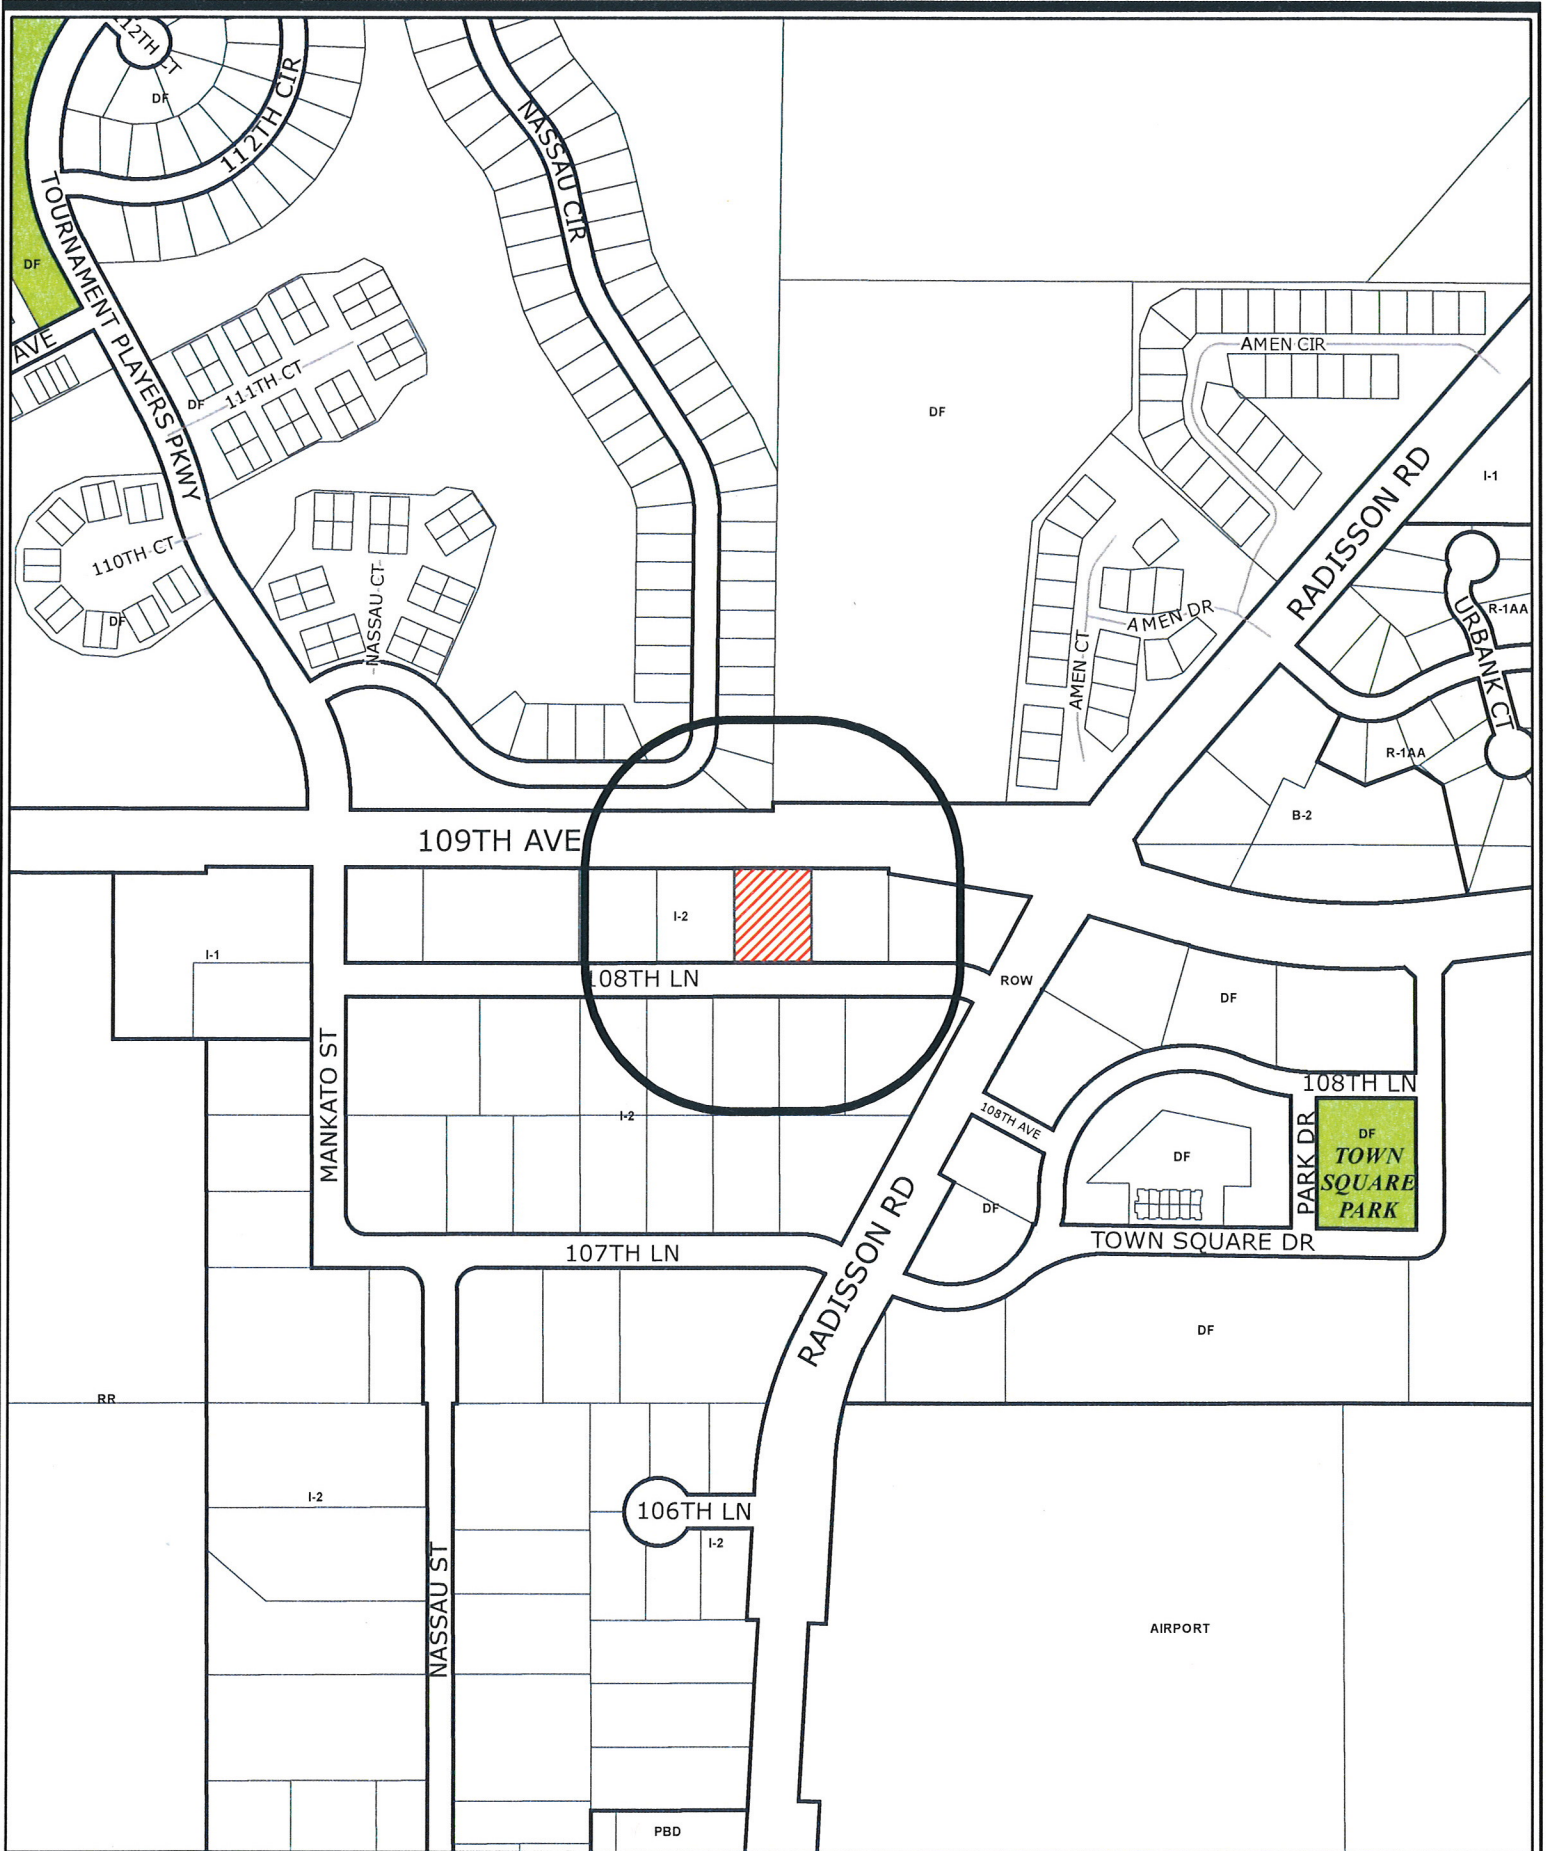 112TH CT
DF
112TH CIR
NASSAU CIR
TOURNAMENT PLAYERS PKWY
DF
AVE
AMEN CIR
111TH CT
DF
DF
RADISSON RD
I-1
110TH CT
DF
NASSAU CT
AMEN DR
AMEN CT
URBANK CT
R-1AA
R-1AA
B-2
109TH AVE
I-2
I-1
108TH LN
ROW
DF
MANKATO ST
108TH LN
108TH AVE
I-2
DF
PARK DR
DF
TOWN
SQUARE
PARK
DF
TOWN SQUARE DR
107TH LN
RADISSON RD
DF
RR
I-2
106TH LN
I-2
NASSAU ST
AIRPORT
PBD